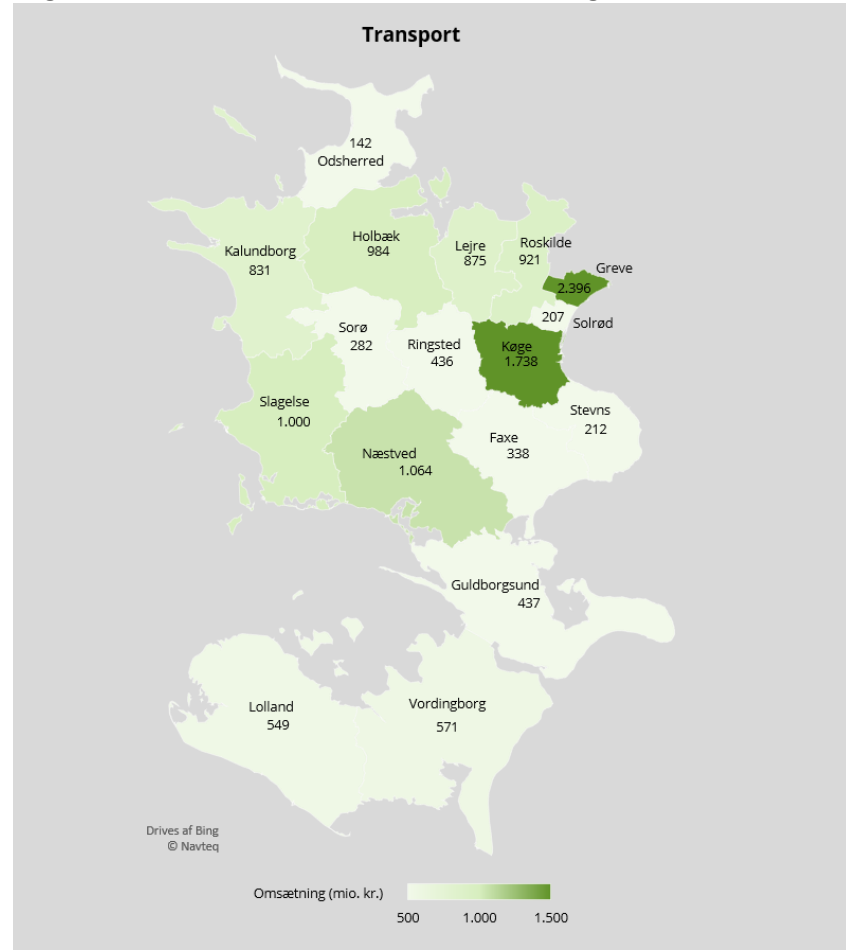 Transport
142
Odsherred
Holbæk
984
Kalundborg
831
Lejre
875
Roskilde
921
Greve
2.396
207
Solrød
Sorø
282
Ringsted
436
Køge
1.738
Slagelse
1.000
Stevns
212
Faxe
338
Næstved
1.064
Guldborgsund
437
Lolland
549
Vordingborg
571
Drives af Bing
© Navteq
Omsætning (mio. kr.)
500 1.000 1.500